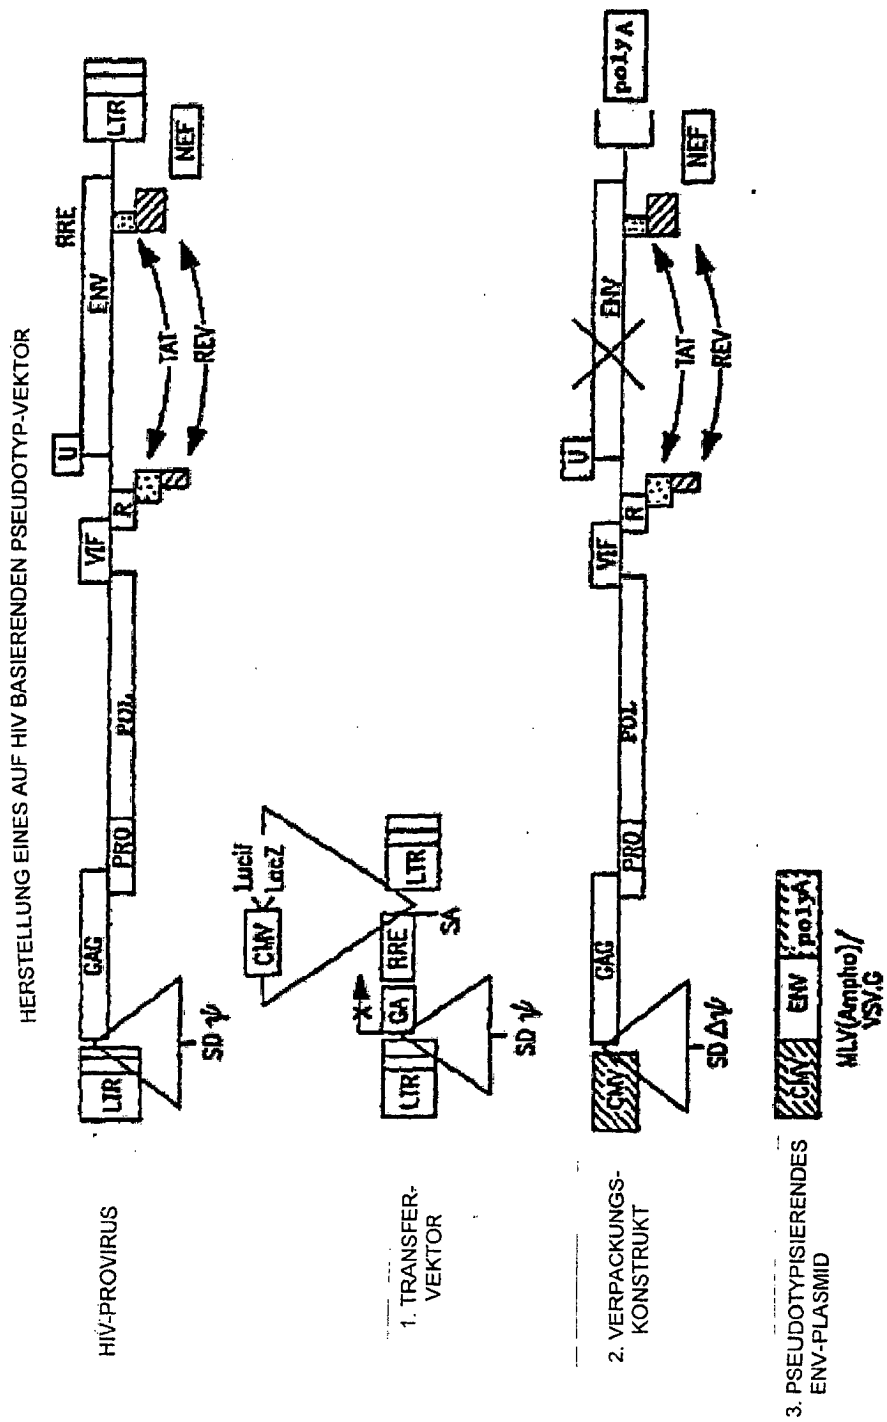 HERSTELLUNG EINES AUF HIV BASIERENDEN PSEUDOTYP-VEKTOR
HIV-PROVIRUS
LTR
SD ψ
GAG
PRO
POL
VIF
R
U
TAT
REV
ENV
RRE
NEF
LTR
1. TRANSFER-
VEKTOR
LTR
SD ψ
X
GA
RRE
SA
CMV
Lucif
LacZ
LTR
2. VERPACKUNGS-
KONSTRUKT
CMV
SD Δψ
GAG
PRO
POL
VIF
R
U
TAT
REV
ENV
NEF
polyA
3. PSEUDOTYPISIERENDES
ENV-PLASMID
CMV
ENV
polyA
MLV(Ampho)/
VSV.G